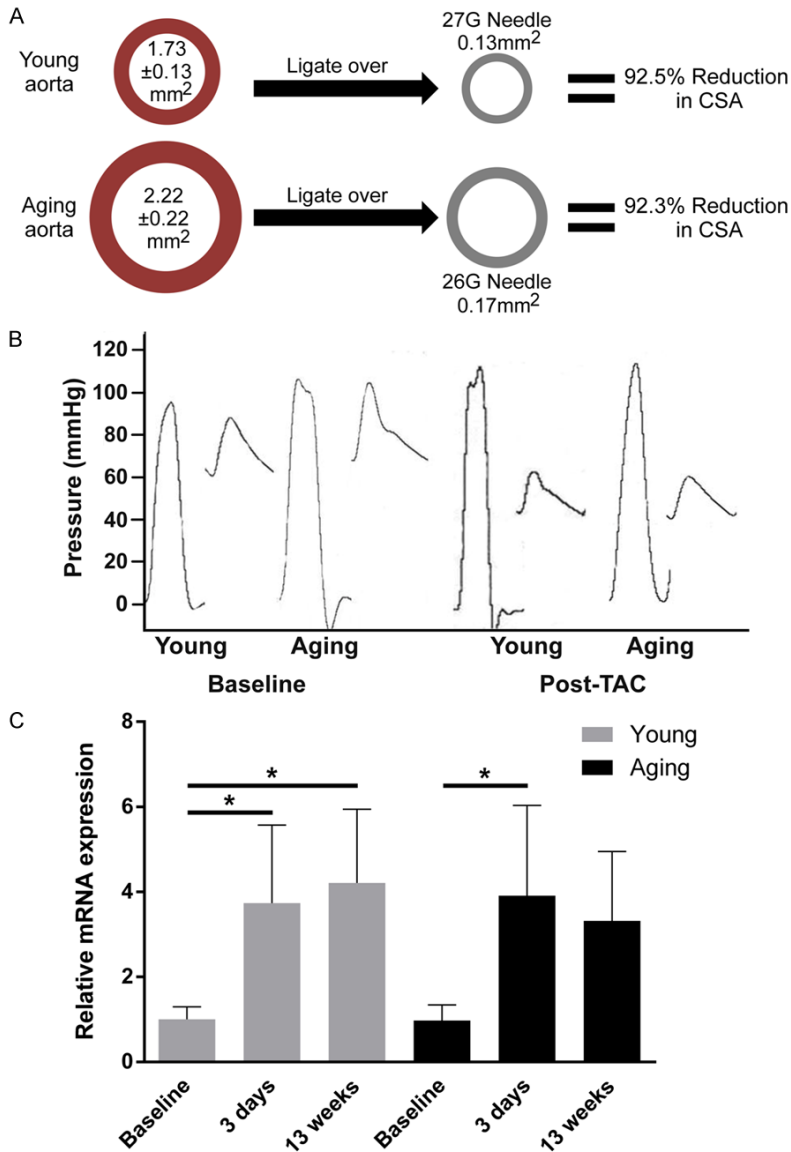 A
Young
aorta
1.73
±0.13
mm2
Ligate over
27G Needle
0.13mm2
92.5% Reduction
in CSA
Aging
aorta
2.22
±0.22
mm2
Ligate over
26G Needle
0.17mm2
92.3% Reduction
in CSA
B
Pressure (mmHg)
120
100
80
60
40
20
0
Young
Aging
Young
Aging
Baseline
Post-TAC
C
Relative mRNA expression
8
6
4
2
0
*
*
*
Young
Aging
Baseline
3 days
13 weeks
Baseline
3 days
13 weeks